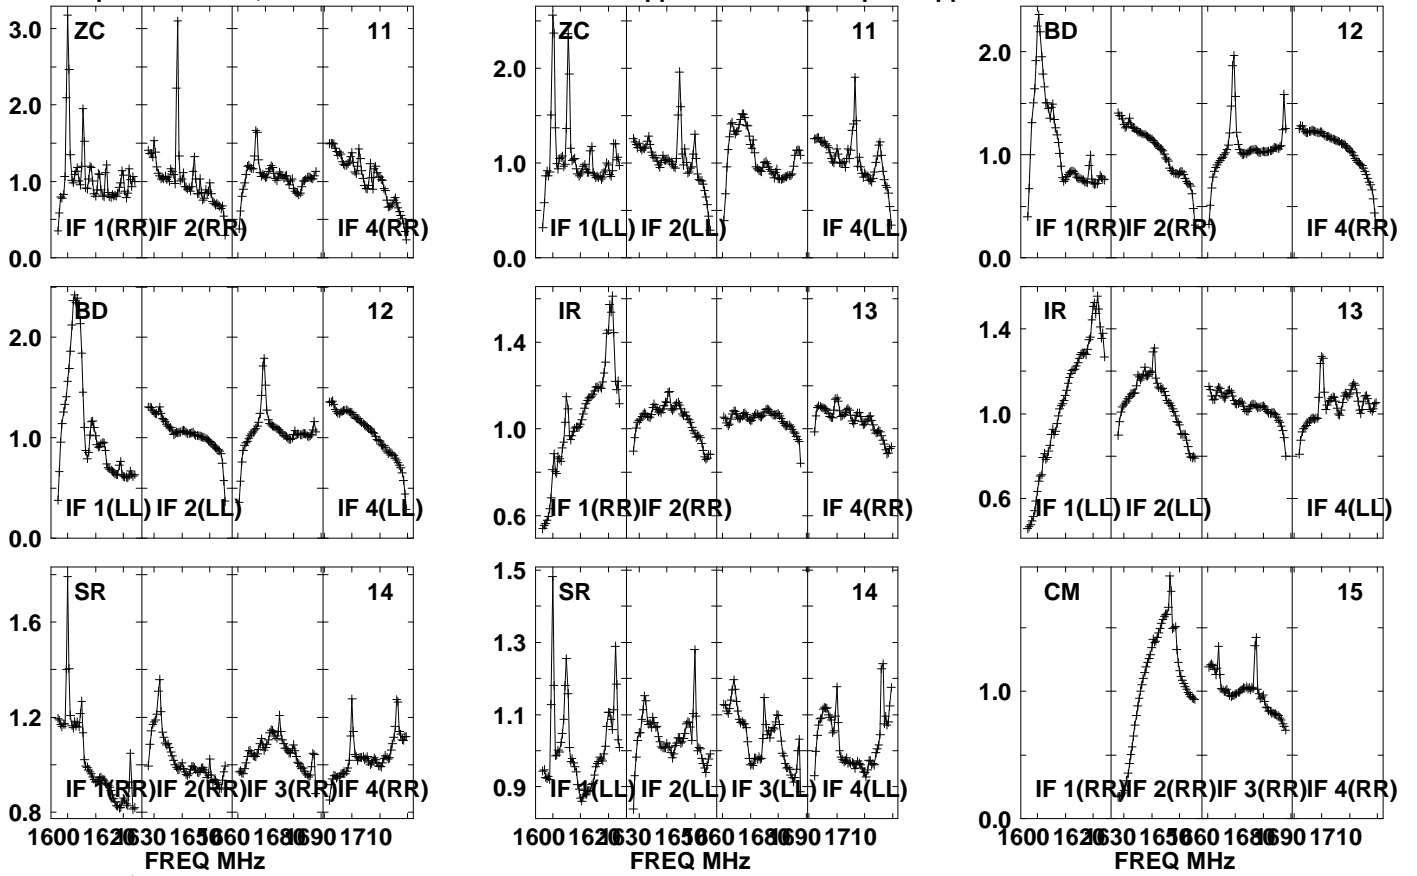 ZC 11 ZC 11 BD 12
3.0
2.0
1.0
0.0
2.0
1.0
0.0
2.0
1.0
0.0
IF 1(RR) IF 2(RR) IF 4(RR)
IF 1(LL) IF 2(LL) IF 4(LL)
IF 1(RR) IF 2(RR) IF 4(RR)
BD 12 IR 13 IR 13
2.0
1.0
0.0
1.4
1.0
0.6
1.4
1.0
0.6
IF 1(LL) IF 2(LL) IF 4(LL)
IF 1(RR) IF 2(RR) IF 4(RR)
IF 1(LL) IF 2(LL) IF 4(LL)
SR 14 SR 14 CM 15
1.6
1.2
0.8
1.5
1.3
1.1
0.9
1.0
0.0
IF 1(RR) IF 2(RR) IF 3(RR) IF 4(RR)
IF 1(LL) IF 2(LL) IF 3(LL) IF 4(LL)
IF 1(RR) IF 2(RR) IF 3(RR) IF 4(RR)
1600 1620 1630 1650 1660 1680 1690 1710
1600 1620 1630 1650 1660 1680 1690 1710
1600 1620 1630 1650 1660 1680 1690 1710
FREQ MHz FREQ MHz FREQ MHz